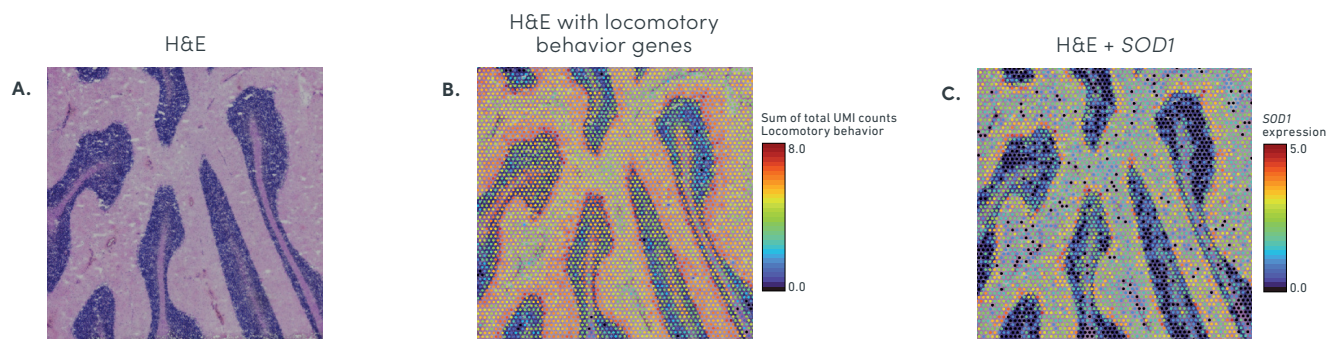 H&E
A.
H&E with locomotory
behavior genes
B.
Sum of total UMI counts
Locomotory behavior
8.0
0.0
H&E + SOD1
C.
SOD1
expression
5.0
0.0